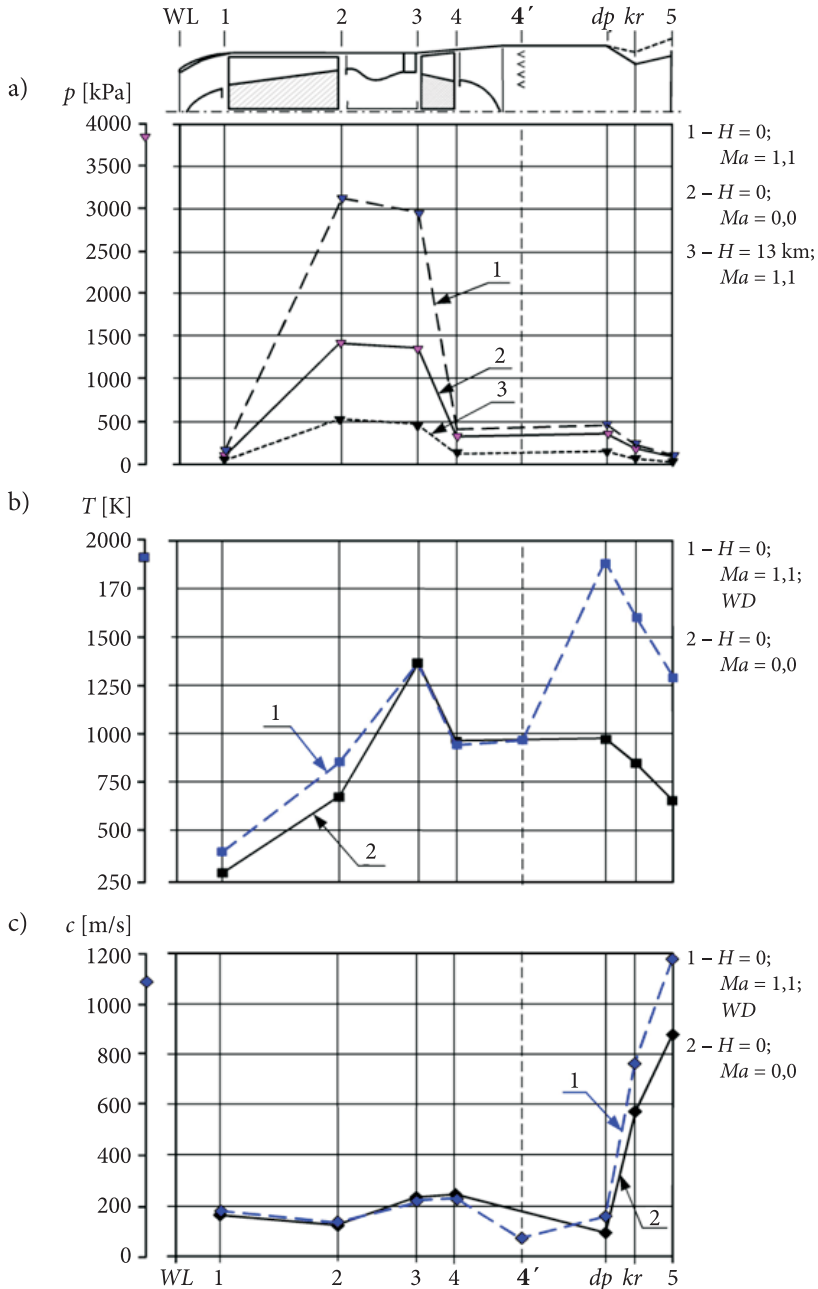 WL 1 2 3 4 4′ dp kr 5
a) p [kPa]
4000
3500
3000
2500
2000
1500
1000
500
0
1
2
3
1 – H = 0;
Ma = 1,1
2 – H = 0;
Ma = 0,0
3 – H = 13 km;
Ma = 1,1
b) T [K]
2000
170
1500
1250
1000
750
500
250
1
2
1 – H = 0;
Ma = 1,1;
WD
2 – H = 0;
Ma = 0,0
c) c [m/s]
1200
1000
800
600
400
200
0
1
2
1 – H = 0;
Ma = 1,1;
WD
2 – H = 0;
Ma = 0,0
WL 1 2 3 4 4′ dp kr 5